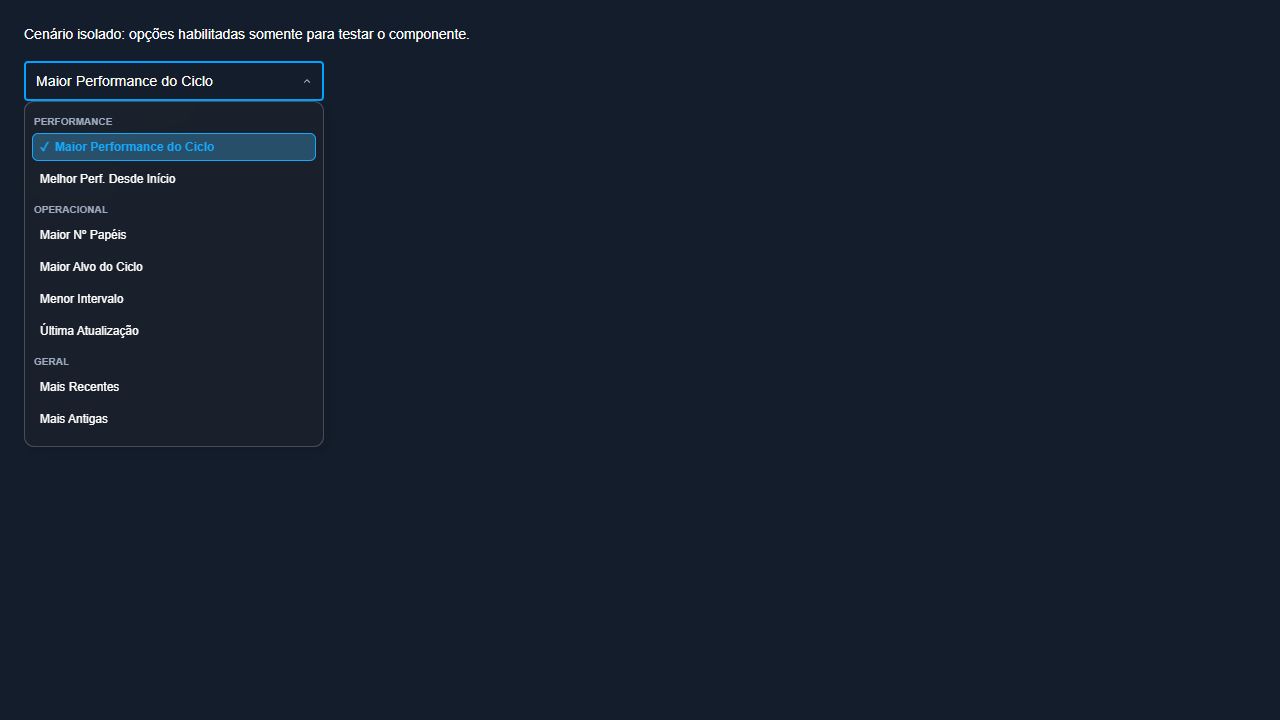 Cenário isolado: opções habilitadas somente para testar o componente.
Maior Performance do Ciclo
PERFORMANCE
✓ Maior Performance do Ciclo
Melhor Perf. Desde Início
OPERACIONAL
Maior Nº Papéis
Maior Alvo do Ciclo
Menor Intervalo
Última Atualização
GERAL
Mais Recentes
Mais Antigas